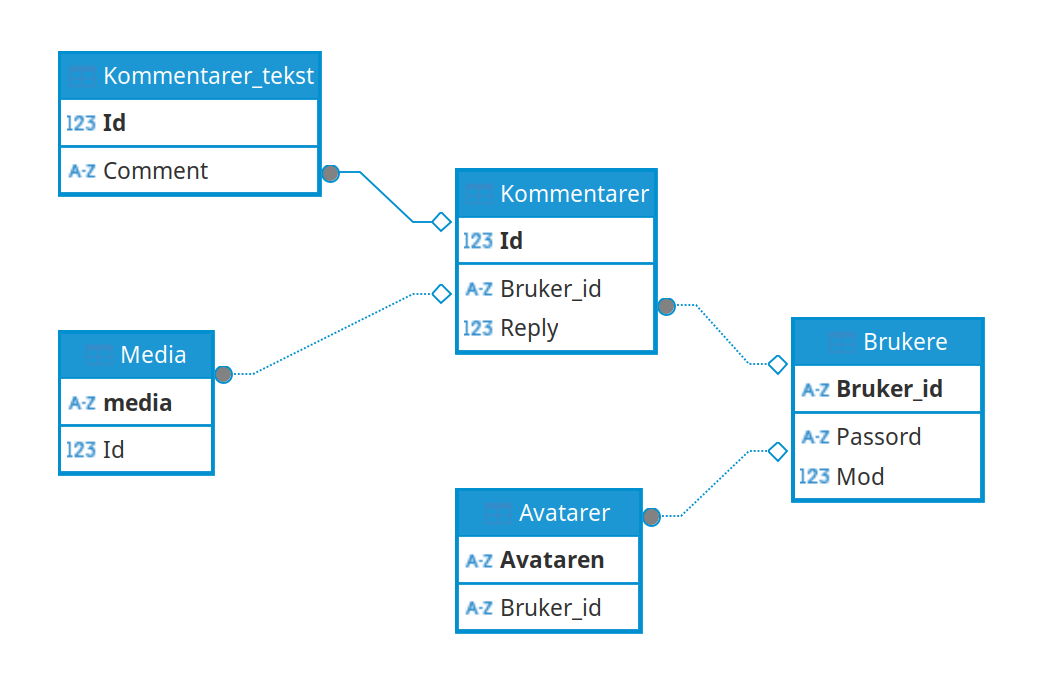 Kommentarer_tekst
123 Id
A-Z Comment
Kommentarer
123 Id
A-Z Bruker_id
123 Reply
Media
A-Z media
123 Id
Brukere
A-Z Bruker_id
A-Z Passord
123 Mod
Avatarer
A-Z Avataren
A-Z Bruker_id